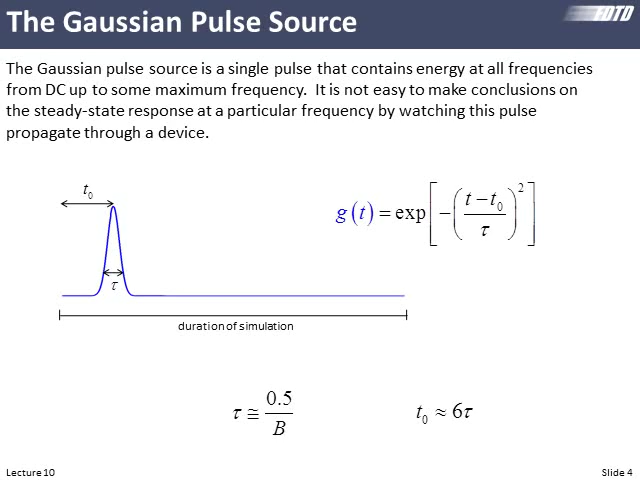 The Gaussian Pulse Source
FDTD
The Gaussian pulse source is a single pulse that contains energy at all frequencies
from DC up to some maximum frequency.  It is not easy to make conclusions on
the steady-state response at a particular frequency by watching this pulse
propagate through a device.
t₀
g(t) = exp[−((t−t₀)/τ)²]
τ
duration of simulation
τ ≅ 0.5/B
t₀ ≈ 6τ
Lecture 10
Slide 4